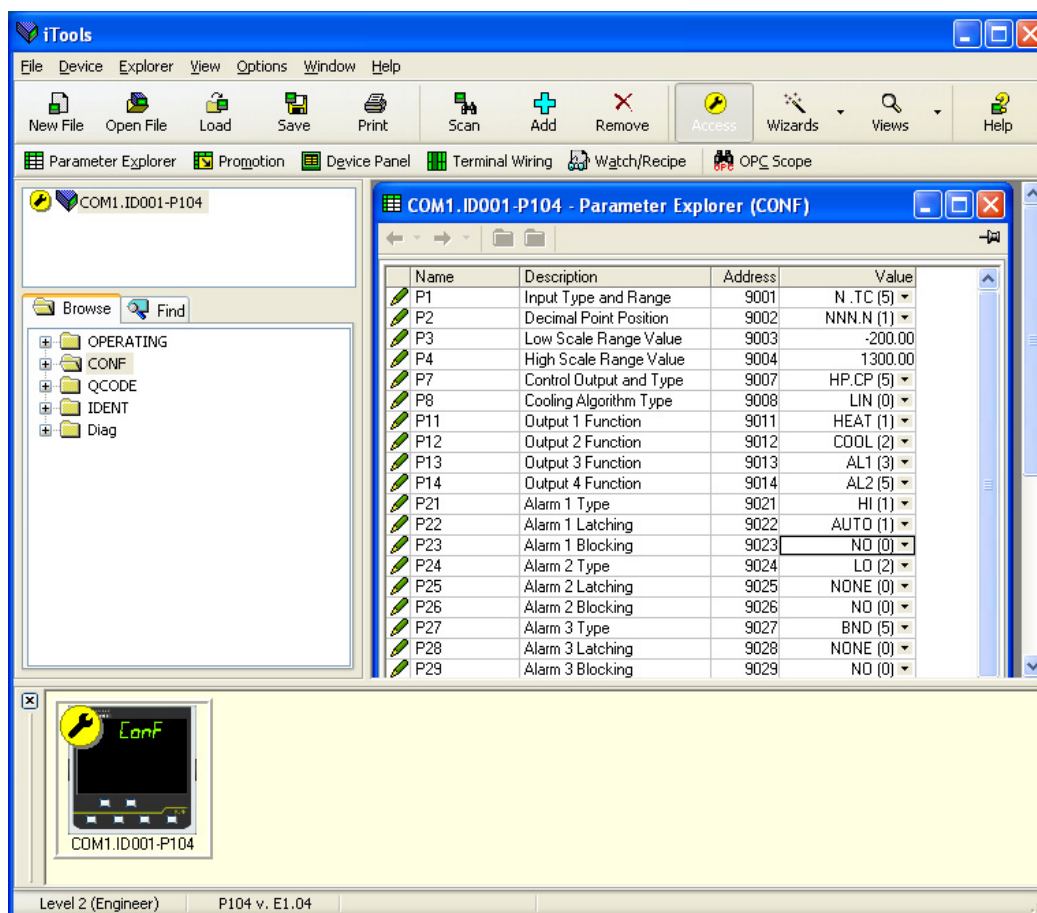 iTools
File Device Explorer View Options Window Help
New File Open File Load Save Print Scan Add Remove Access Wizards Views Help
Parameter Explorer Promotion Device Panel Terminal Wiring Watch/Recipe OPC Scope
COM1.ID001-P104
Browse Find
OPERATING
CONF
QCODE
IDENT
Diag
COM1.ID001-P104 - Parameter Explorer (CONF)
Name Description Address Value
P1 Input Type and Range 9001 N .TC (5)
P2 Decimal Point Position 9002 NNN.N (1)
P3 Low Scale Range Value 9003 -200.00
P4 High Scale Range Value 9004 1300.00
P7 Control Output and Type 9007 HP.CP (5)
P8 Cooling Algorithm Type 9008 LIN (0)
P11 Output 1 Function 9011 HEAT (1)
P12 Output 2 Function 9012 COOL (2)
P13 Output 3 Function 9013 AL1 (3)
P14 Output 4 Function 9014 AL2 (5)
P21 Alarm 1 Type 9021 HI (1)
P22 Alarm 1 Latching 9022 AUTO (1)
P23 Alarm 1 Blocking 9023 NO (0)
P24 Alarm 2 Type 9024 LO (2)
P25 Alarm 2 Latching 9025 NONE (0)
P26 Alarm 2 Blocking 9026 NO (0)
P27 Alarm 3 Type 9027 BND (5)
P28 Alarm 3 Latching 9028 NONE (0)
P29 Alarm 3 Blocking 9029 NO (0)
ConF
COM1.ID001-P104
Level 2 (Engineer) P104 v. E1.04